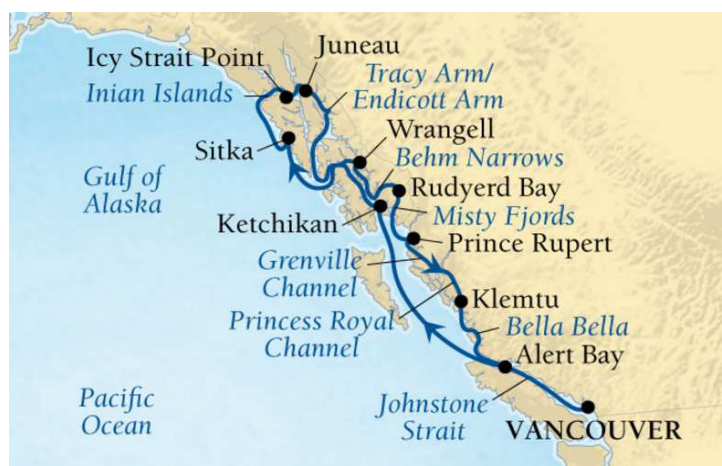 Juneau
Icy Strait Point
Tracy Arm/
Endicott Arm
Inian Islands
Wrangell
Sitka
Behm Narrows
Gulf of
Alaska
Rudyerd Bay
Ketchikan
Misty Fjords
Prince Rupert
Grenville
Channel
Klemtu
Princess Royal
Channel
Bella Bella
Alert Bay
Pacific
Ocean
Johnstone
Strait
VANCOUVER